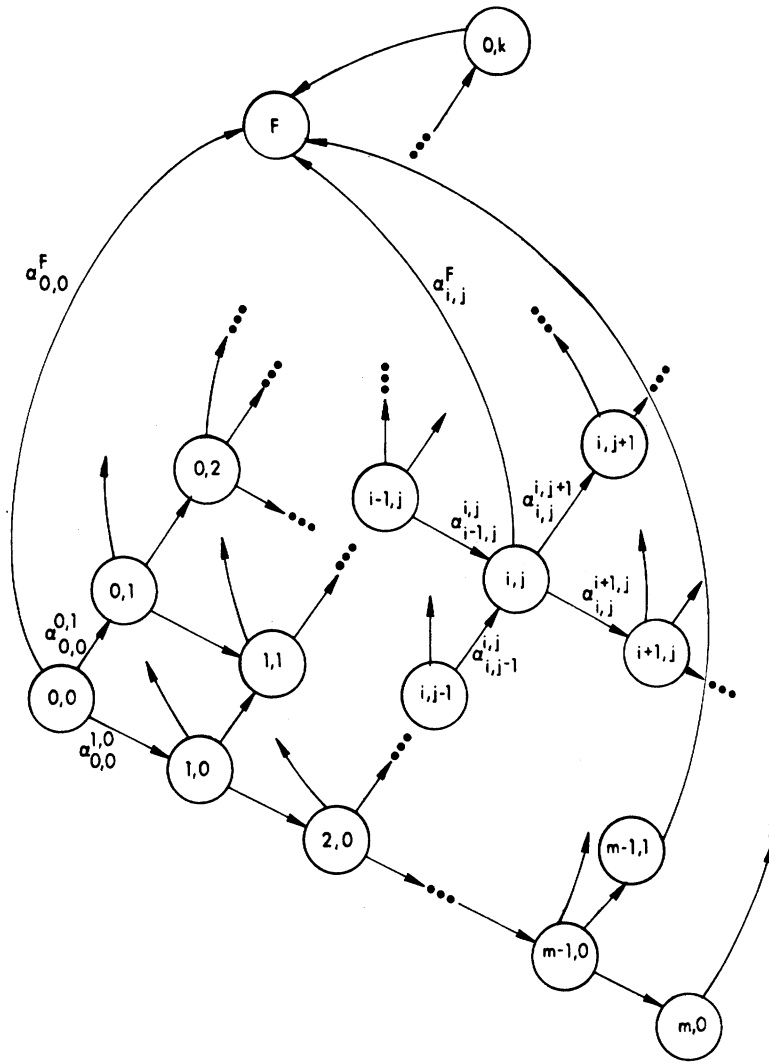 0,k
F
α^F_{0,0}
α^F_{i,j}
0,2
i-1,j
i,j+1
α^{i,j}_{i-1,j}
α^{i,j+1}_{i,j}
0,1
i,j
α^{i+1,j}_{i,j}
α^{0,1}_{0,0}
1,1
α^{i,j}_{i,j-1}
i+1,j
0,0
i,j-1
α^{1,0}_{0,0}
1,0
2,0
m-1,1
m-1,0
m,0